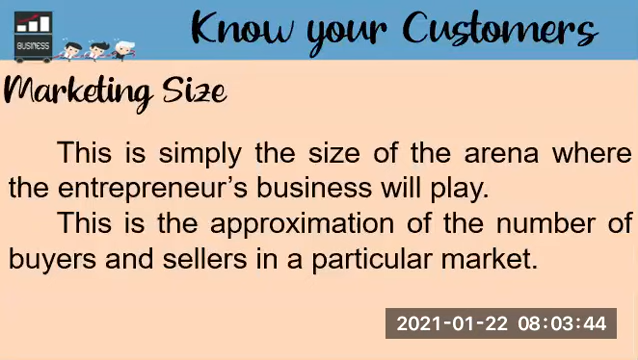 BUSINESS
Know your Customers
Marketing Size
This is simply the size of the arena where
the entrepreneur's business will play.
This is the approximation of the number of
buyers and sellers in a particular market.
2021-01-22 08:03:44